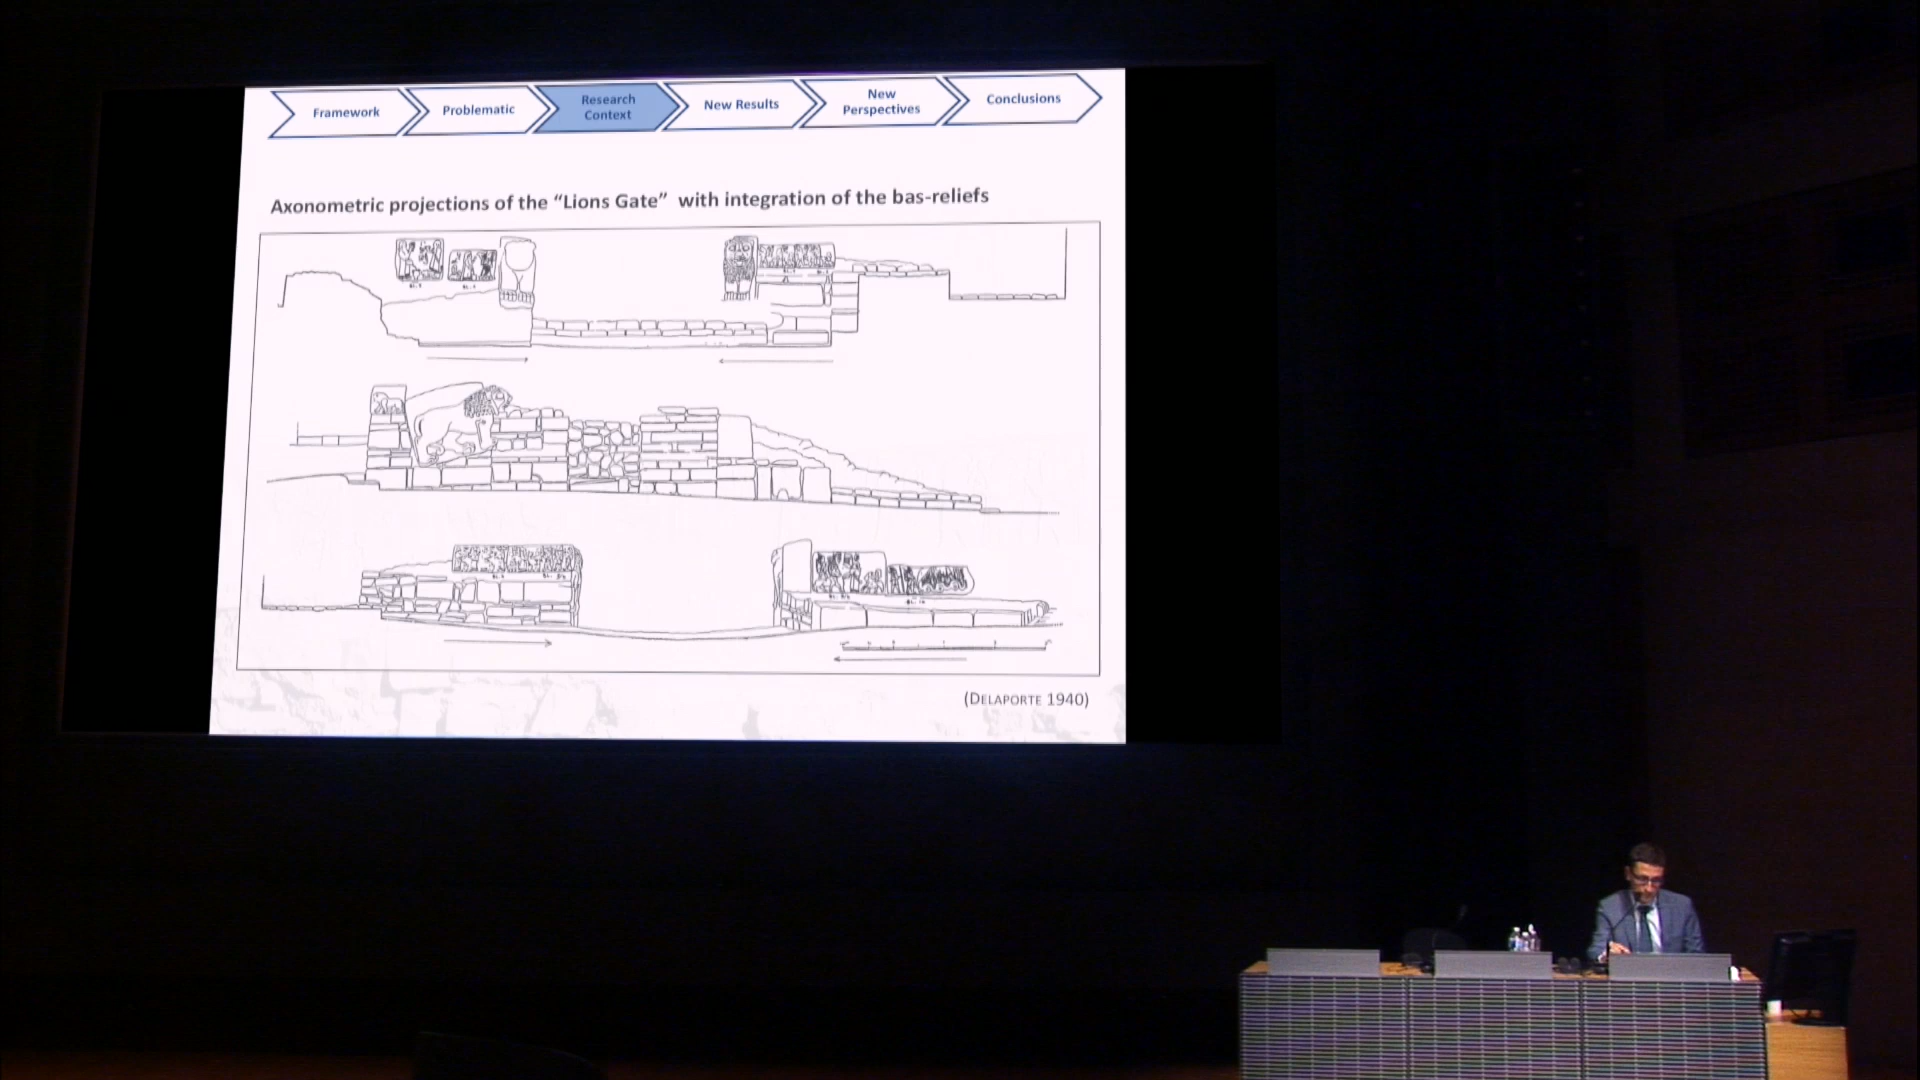 Framework
Problematic
Research
Context
New Results
New
Perspectives
Conclusions
Axonometric projections of the “Lions Gate” with integration of the bas-reliefs
(DELAPORTE 1940)